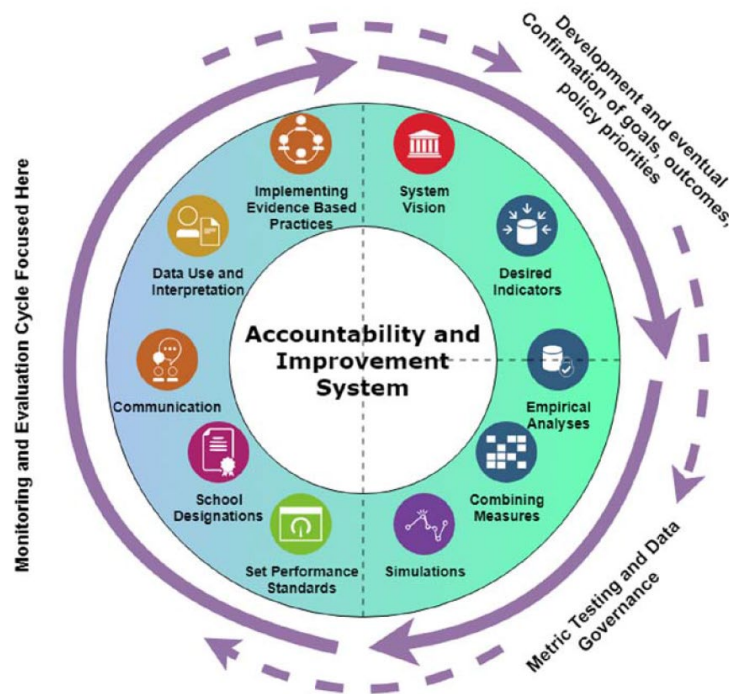 Development and eventual
Confirmation of goals, outcomes,
policy priorities
Monitoring and Evaluation Cycle Focused Here
Implementing
Evidence Based
Practices
System
Vision
Data Use and
Interpretation
Desired
Indicators
Accountability and
Improvement
System
Communication
Empirical
Analyses
School
Designations
Combining
Measures
Set Performance
Standards
Simulations
Metric Testing and Data
Governance